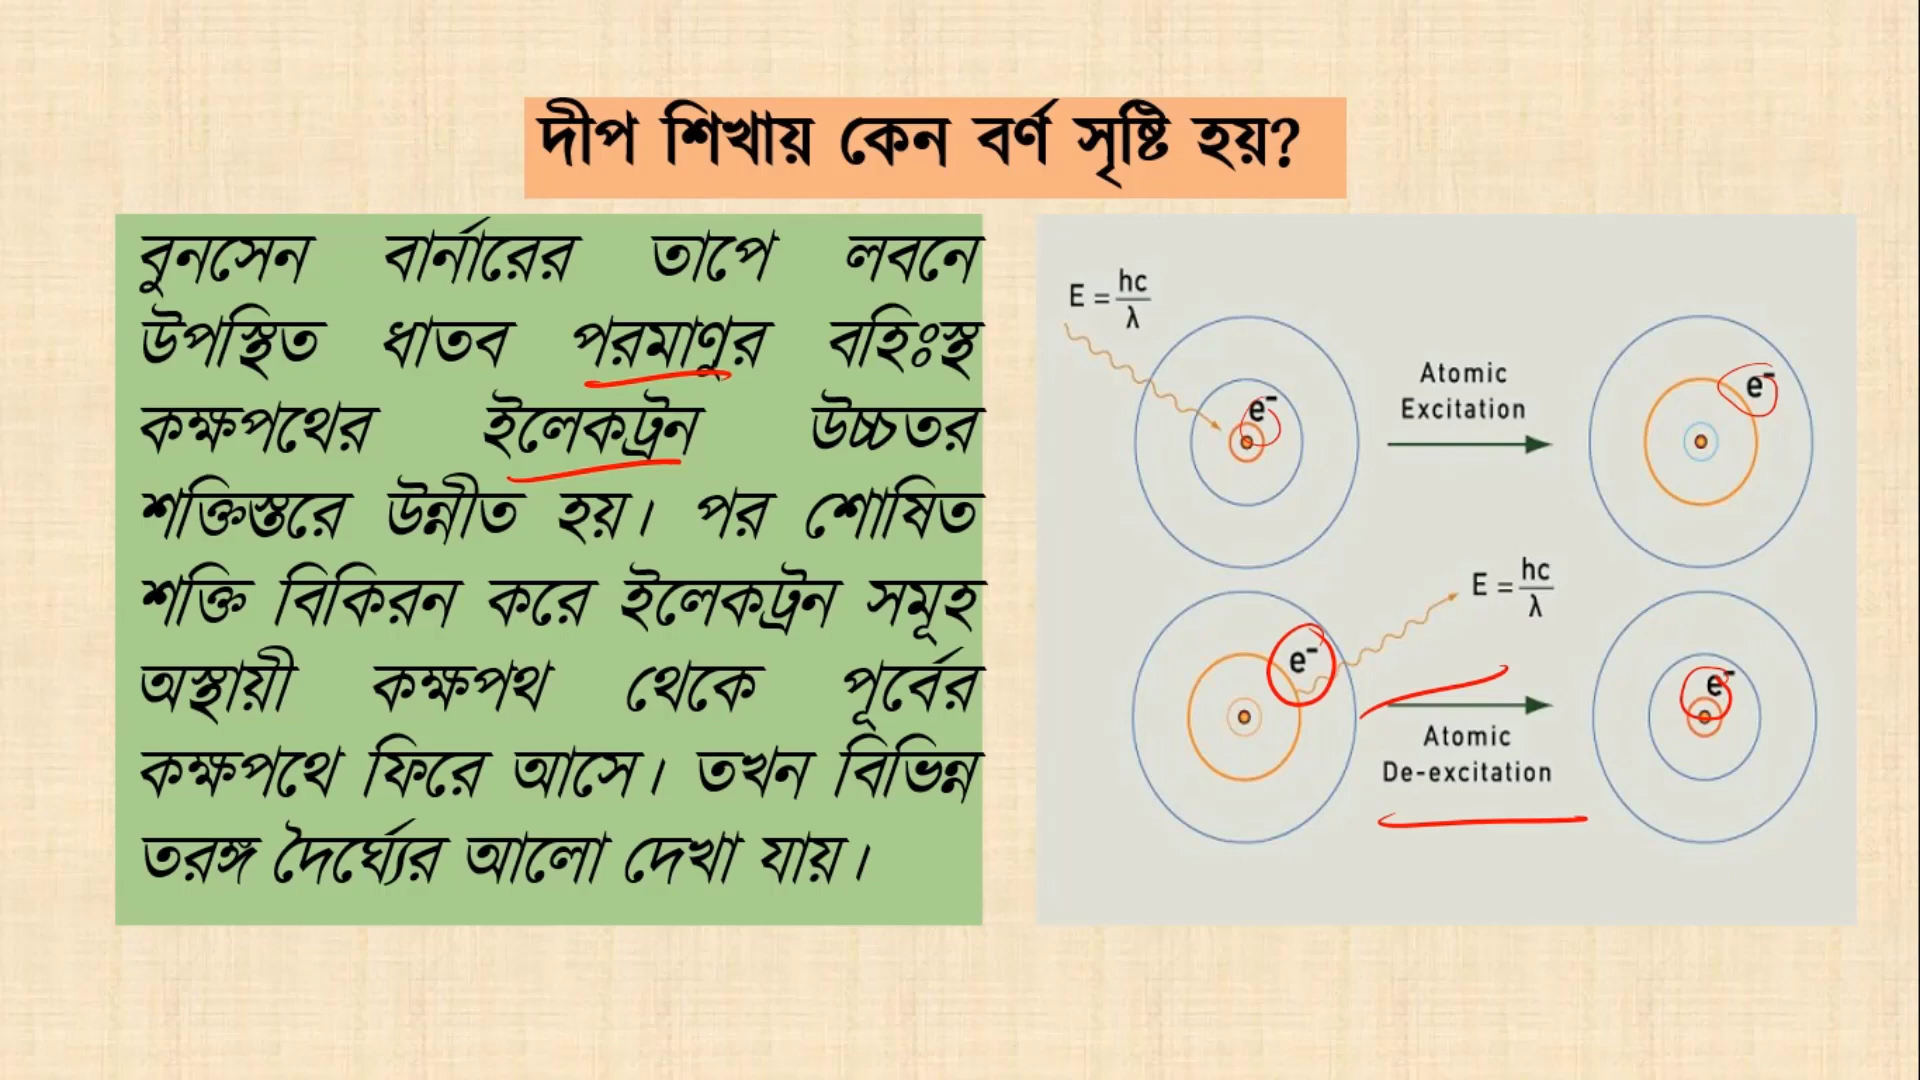 দীপ শিখায় কেন বর্ণ সৃষ্টি হয়?
বুনসেন বার্নারের তাপে লবনে
উপস্থিত ধাতব পরমাণুর বহিঃস্থ
কক্ষপথের ইলেকট্রন উচ্চতর
শক্তিস্তরে উন্নীত হয়। পর শোষিত
শক্তি বিকিরন করে ইলেকট্রন সমূহ
অস্থায়ী কক্ষপথ থেকে পূর্বের
কক্ষপথে ফিরে আসে। তখন বিভিন্ন
তরঙ্গ দৈর্ঘ্যের আলো দেখা যায়।
E = hc/λ
e⁻
Atomic
Excitation
e⁻
e⁻
E = hc/λ
Atomic
De-excitation
e⁻